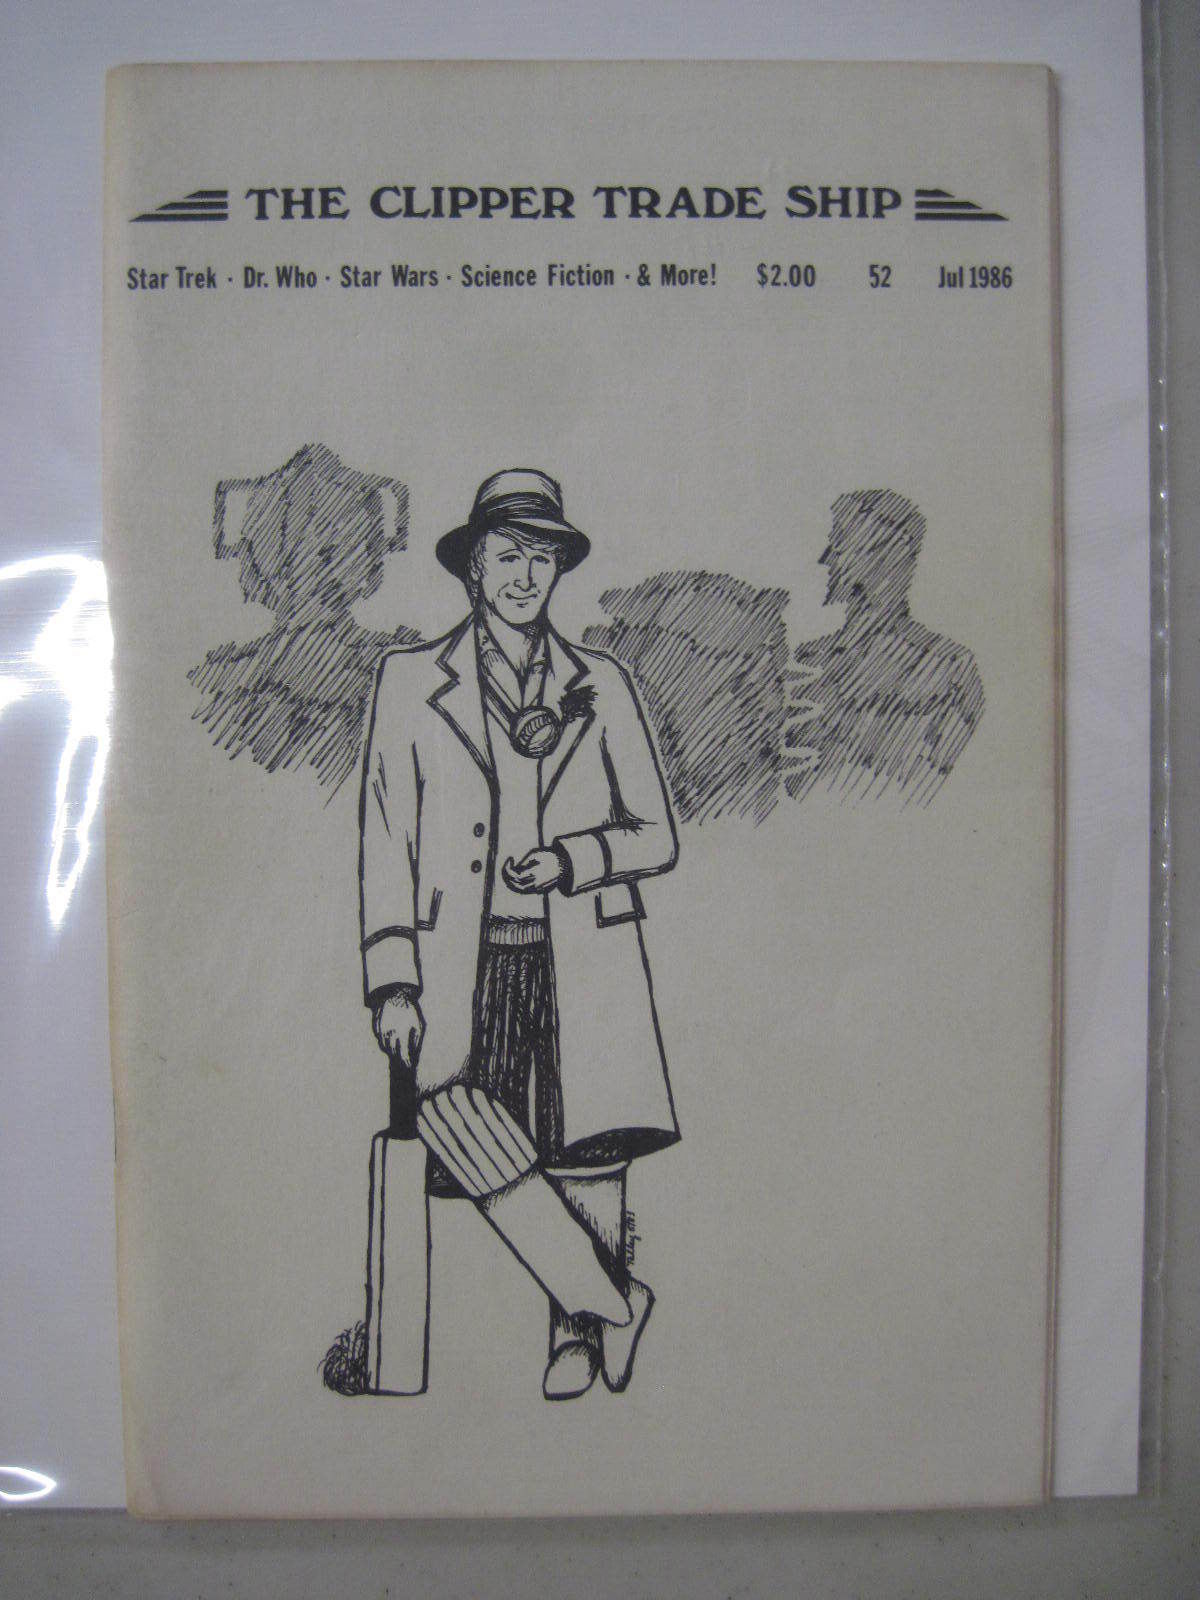 THE CLIPPER TRADE SHIP
Star Trek · Dr. Who · Star Wars · Science Fiction · & More! $2.00 52 Jul 1986